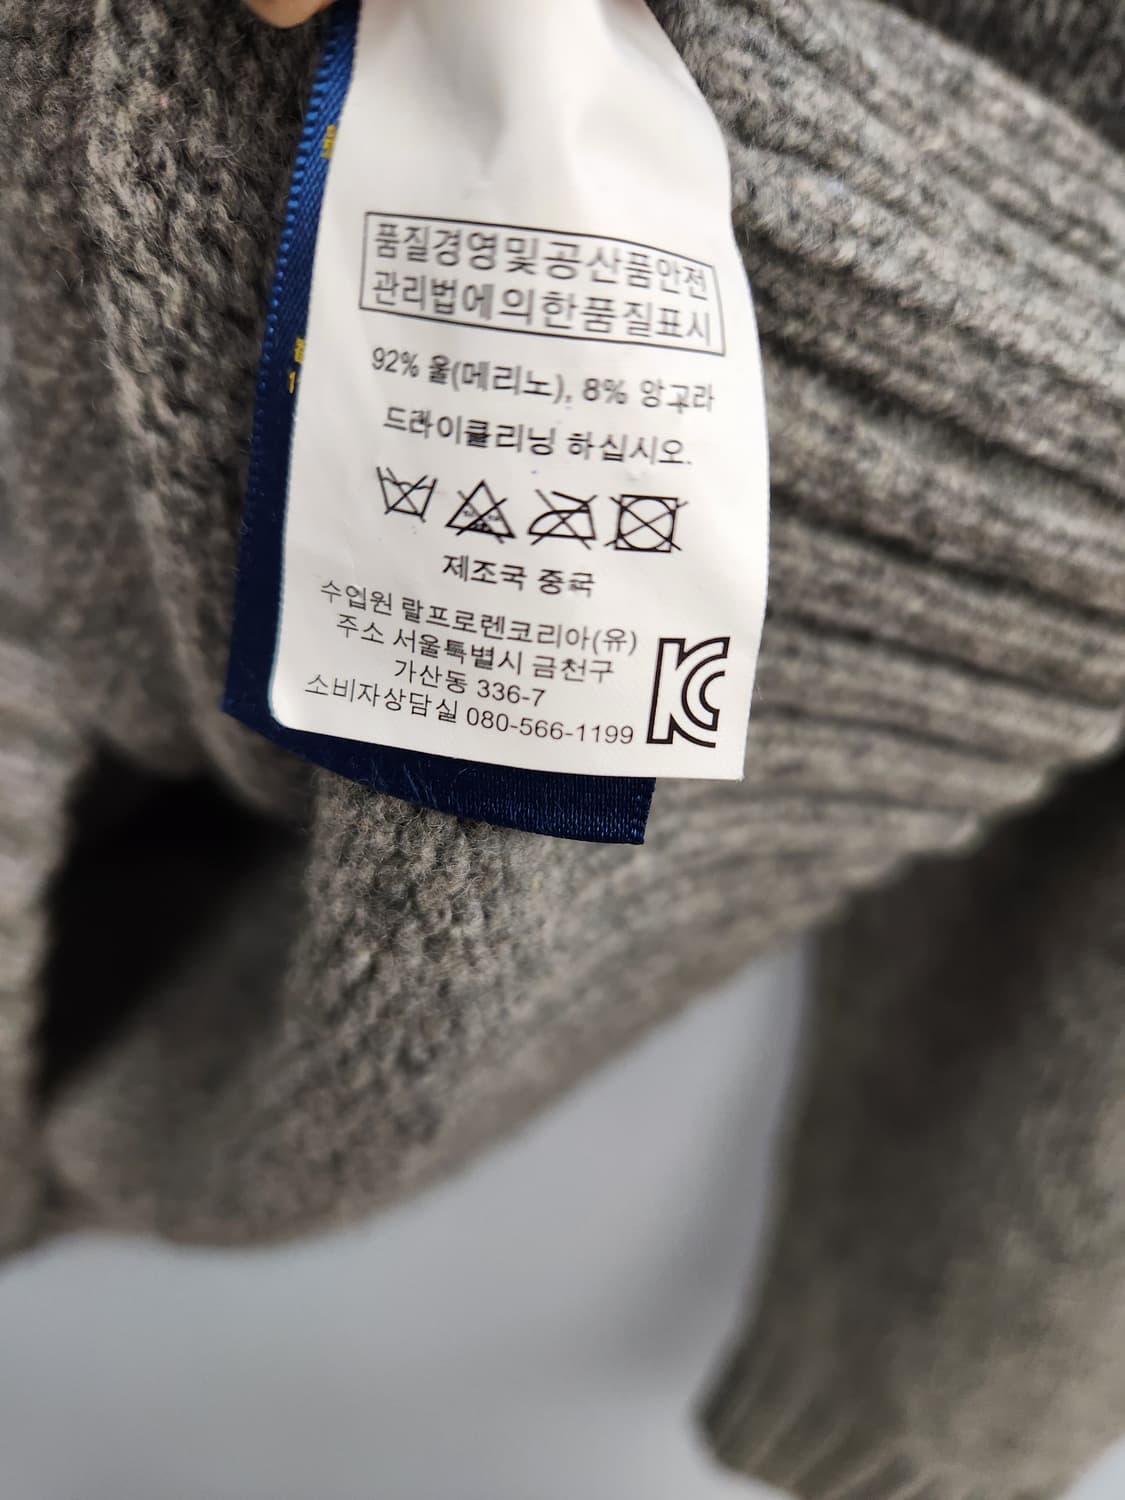 품질경영및공산품안전
관리법에의한품질표시
92% 울(메리노), 8% 앙고라
드라이클리닝 하십시오.
제조국 중국
수입원 랄프로렌코리아(유)
주소 서울특별시 금천구
가산동 336-7
소비자상담실 080-566-1199